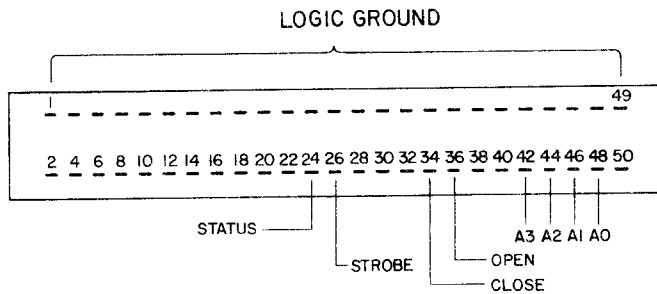 LOGIC GROUND
49
2 4 6 8 10 12 14 16 18 20 22 24 26 28 30 32 34 36 38 40 42 44 46 48 50
STATUS
A3 A2 A1 A0
STROBE
OPEN
CLOSE